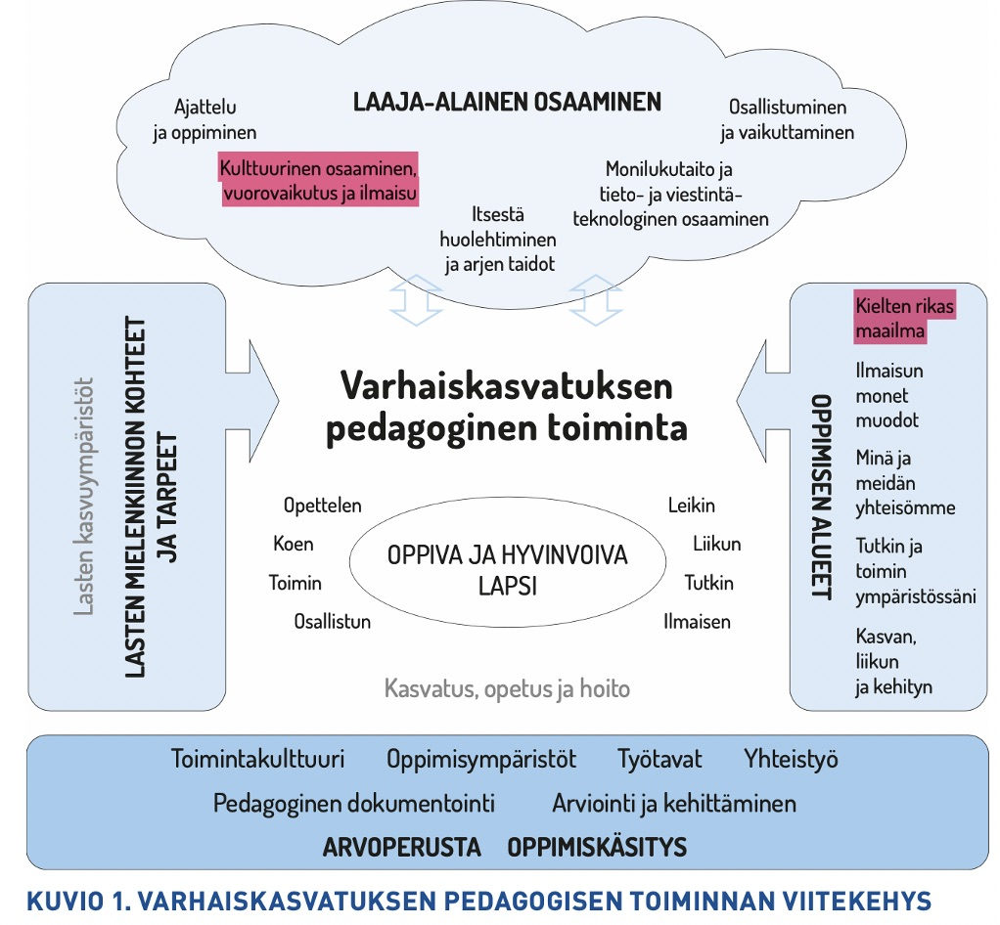 LAAJA-ALAINEN OSAAMINEN
Ajattelu
ja oppiminen
Kulttuurinen osaaminen,
vuorovaikutus ja ilmaisu
Itsestä
huolehtiminen
ja arjen taidot
Monilukutaito ja
tieto- ja viestintä-
teknologinen osaaminen
Osallistuminen
ja vaikuttaminen
Lasten kasvuympäristöt
LASTEN MIELENKINNON KOHTEET
JA TARPEET
Varhaiskasvatuksen
pedagoginen toiminta
Opettelen
Koen
Toimin
Osallistun
OPPIVA JA HYVINVOIVA
LAPSI
Leikin
Liikun
Tutkin
Ilmaisen
Kasvatus, opetus ja hoito
OPPIMISEN ALUEET
Kielten rikas
maailma
Ilmaisun
monet
muodot
Minä ja
meidän
yhteisömme
Tutkin ja
toimin
ympäristössäni
Kasvan,
liikun
ja kehityn
Toimintakulttuuri Oppimisympäristöt Työtavat Yhteistyö
Pedagoginen dokumentointi Arviointi ja kehittäminen
ARVOPERUSTA OPPIMISKÄSITYS
KUVIO 1. VARHAISKASVATUKSEN PEDAGOGISEN TOIMINNAN VIITEKEHYS